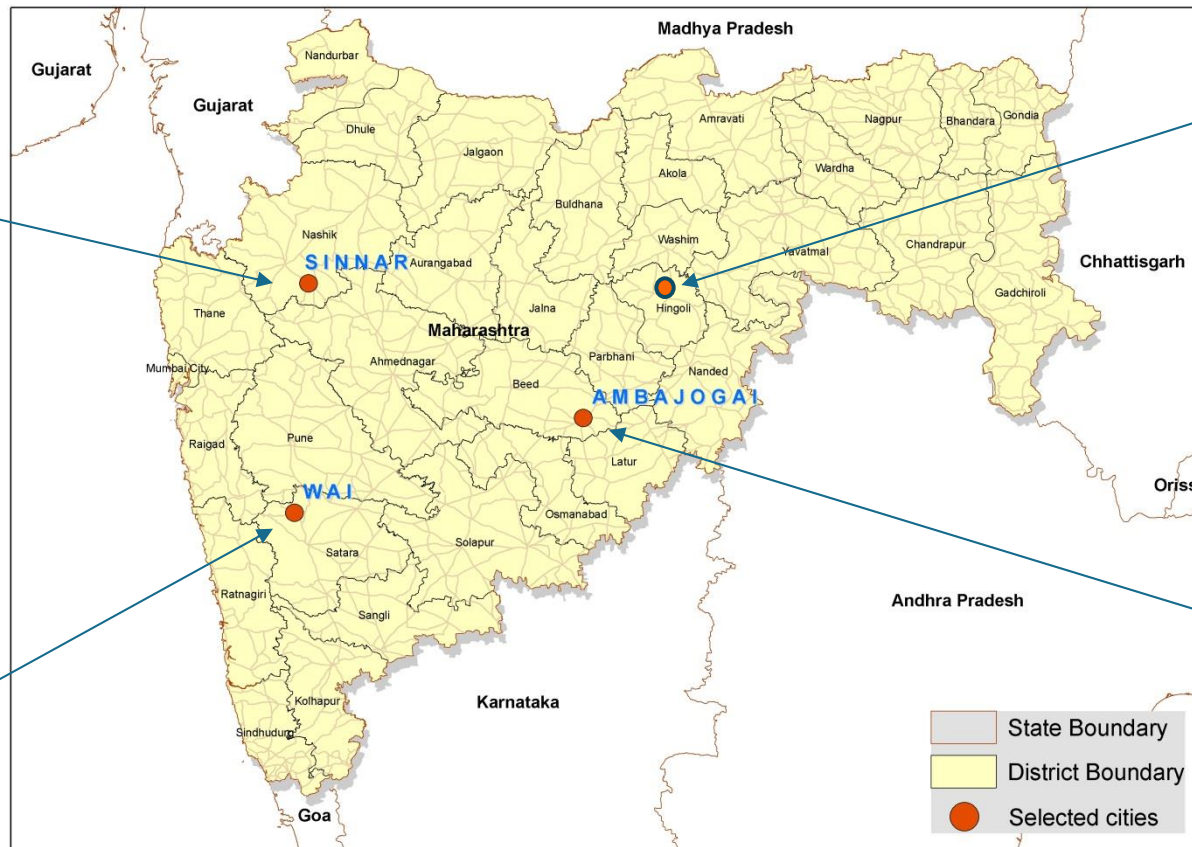 Madhya Pradesh
Nandurbar
Gujarat
Gujarat
Dhule
Jalgaon
Amravati
Nagpur
Bhandara
Gondia
Akola
Wardha
Buldhana
Nashik
Washim
Yavatmal
Chandrapur
SINNAR
Aurangabad
Chhattisgarh
Gadchiroli
Thane
Jalna
Hingoli
Maharashtra
Mumbai City
Ahmednagar
Parbhani
Nanded
Beed
AMBAJOGAI
Raigad
Pune
Latur
WAI
Oriss
Osmanabad
Satara
Solapur
Ratnagiri
Sangli
Andhra Pradesh
Kolhapur
Karnataka
Sindhudurg
State Boundary
District Boundary
Goa
Selected cities